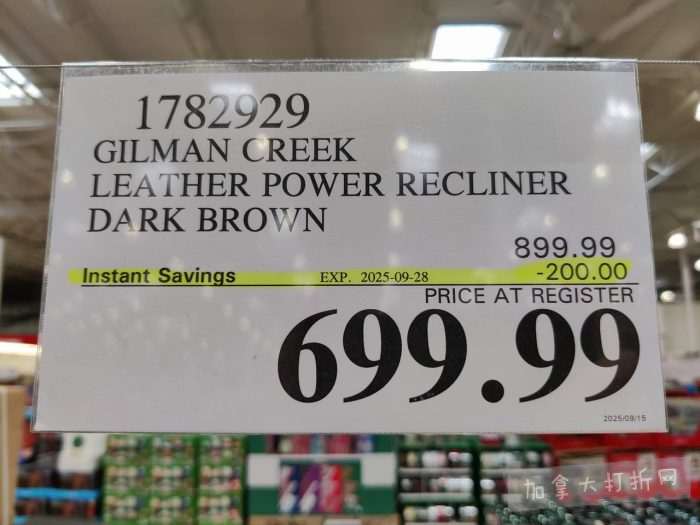 1782929
GILMAN CREEK
LEATHER POWER RECLINER
DARK BROWN
899.99
Instant Savings EXP. 2025-09-28 -200.00
PRICE AT REGISTER
699.99
2025/09/15
加拿大打折网